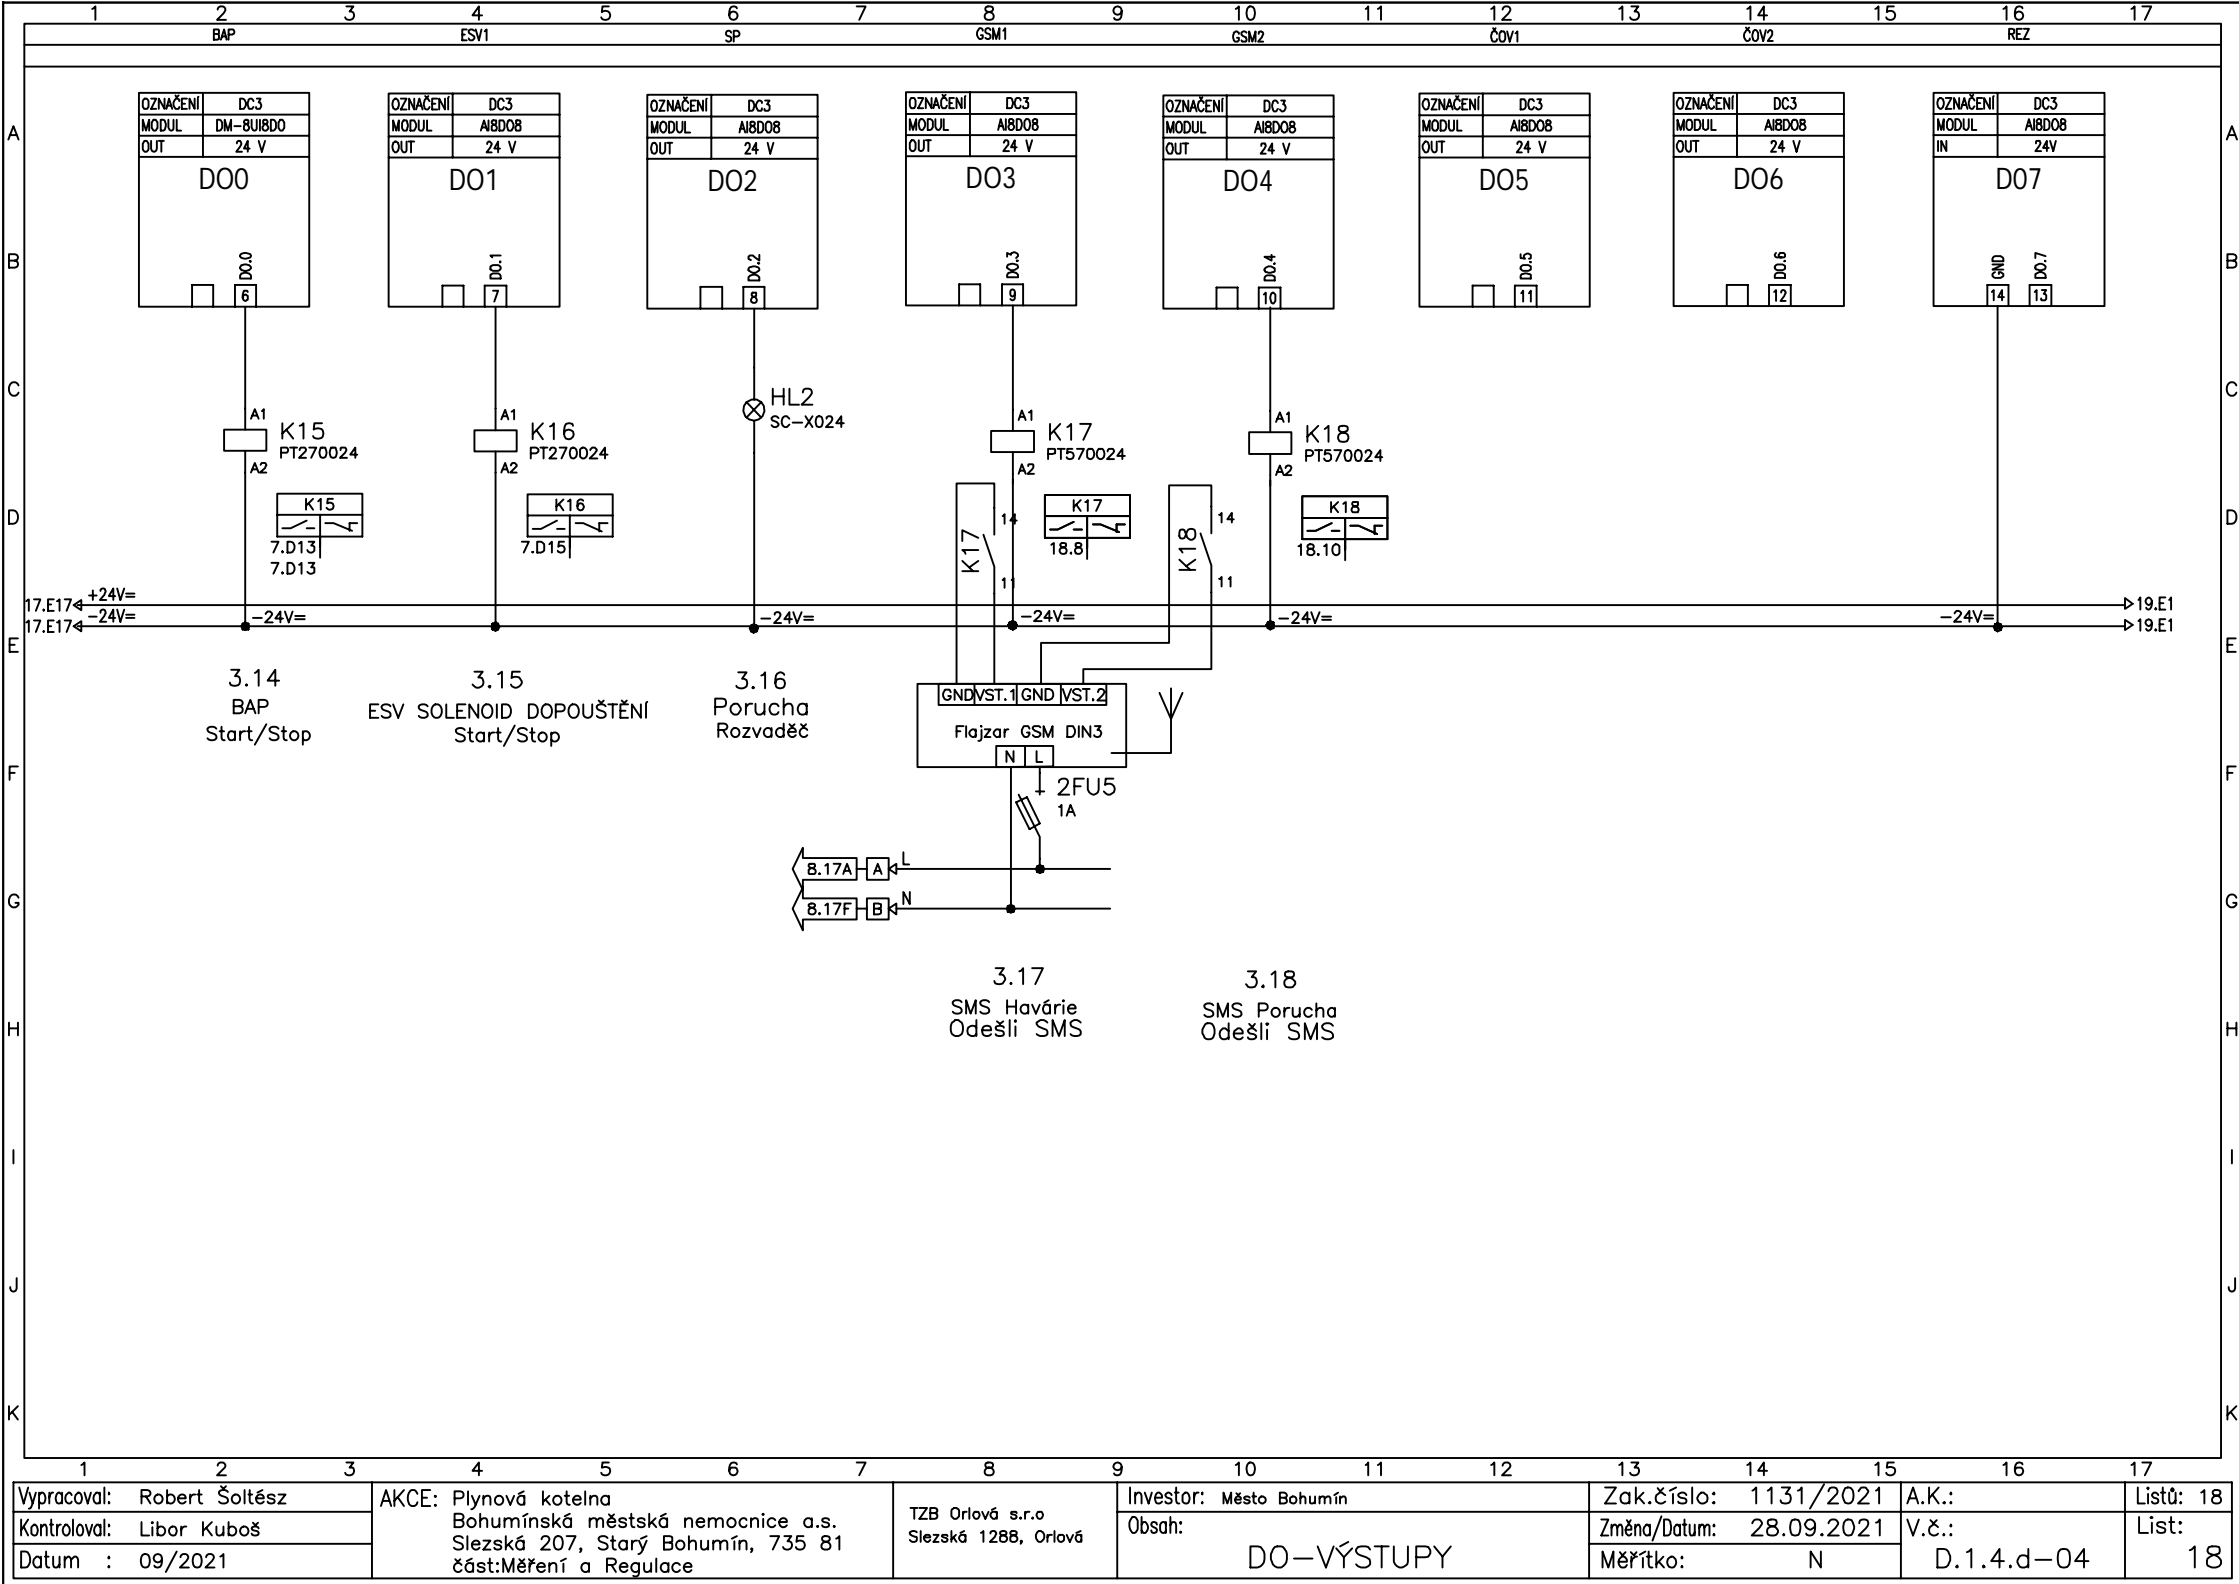 1 2 3 4 5 6 7 8 9 10 11 12 13 14 15 16 17
BAP ESV1 SP GSM1 GSM2 ČOV1 ČOV2 REZ
A A
B B
C C
D D
E E
F F
G G
H H
I I
J J
K K
OZNAČENÍ DC3
MODUL DM-8UI8DO
OUT 24 V
DO0
DO.0
6
OZNAČENÍ DC3
MODUL AI8DO8
OUT 24 V
DO1
DO.1
7
OZNAČENÍ DC3
MODUL AI8DO8
OUT 24 V
DO2
DO.2
8
OZNAČENÍ DC3
MODUL AI8DO8
OUT 24 V
DO3
DO.3
9
OZNAČENÍ DC3
MODUL AI8DO8
OUT 24 V
DO4
DO.4
10
OZNAČENÍ DC3
MODUL AI8DO8
OUT 24 V
DO5
DO.5
11
OZNAČENÍ DC3
MODUL AI8DO8
OUT 24 V
DO6
DO.6
12
OZNAČENÍ DC3
MODUL AI8DO8
IN 24V
DO7
GND DO.7
14 13
A1
K15
PT270024
A2
K15
7.D13
7.D13
A1
K16
PT270024
A2
K16
7.D15
HL2
SC-X024
A1
K17
PT570024
A2
K17
18.8
14
K17
11
A1
K18
PT570024
A2
K18
18.10
14
K18
11
17.E17 +24V= 19.E1
17.E17 -24V= -24V= -24V= -24V= -24V= -24V= 19.E1
3.14
BAP
Start/Stop
3.15
ESV SOLENOID DOPOUŠTĚNÍ
Start/Stop
3.16
Porucha
Rozvaděč
GND VST.1 GND VST.2
Flajzar GSM DIN3
N L
2FU5
1A
8.17A A L
8.17F B N
3.17
SMS Havárie
Odešli SMS
3.18
SMS Porucha
Odešli SMS
1 2 3 4 5 6 7 8 9 10 11 12 13 14 15 16 17
Vypracoval: Robert Šoltész
Kontroloval: Libor Kuboš
Datum : 09/2021
AKCE: Plynová kotelna
Bohumínská městská nemocnice a.s.
Slezská 207, Starý Bohumín, 735 81
část:Měření a Regulace
TZB Orlová s.r.o
Slezská 1288, Orlová
Investor: Město Bohumín
Obsah:
DO-VÝSTUPY
Zak.číslo: 1131/2021
Změna/Datum: 28.09.2021
Měřítko: N
A.K.:
V.č.:
D.1.4.d-04
Listů: 18
List:
18